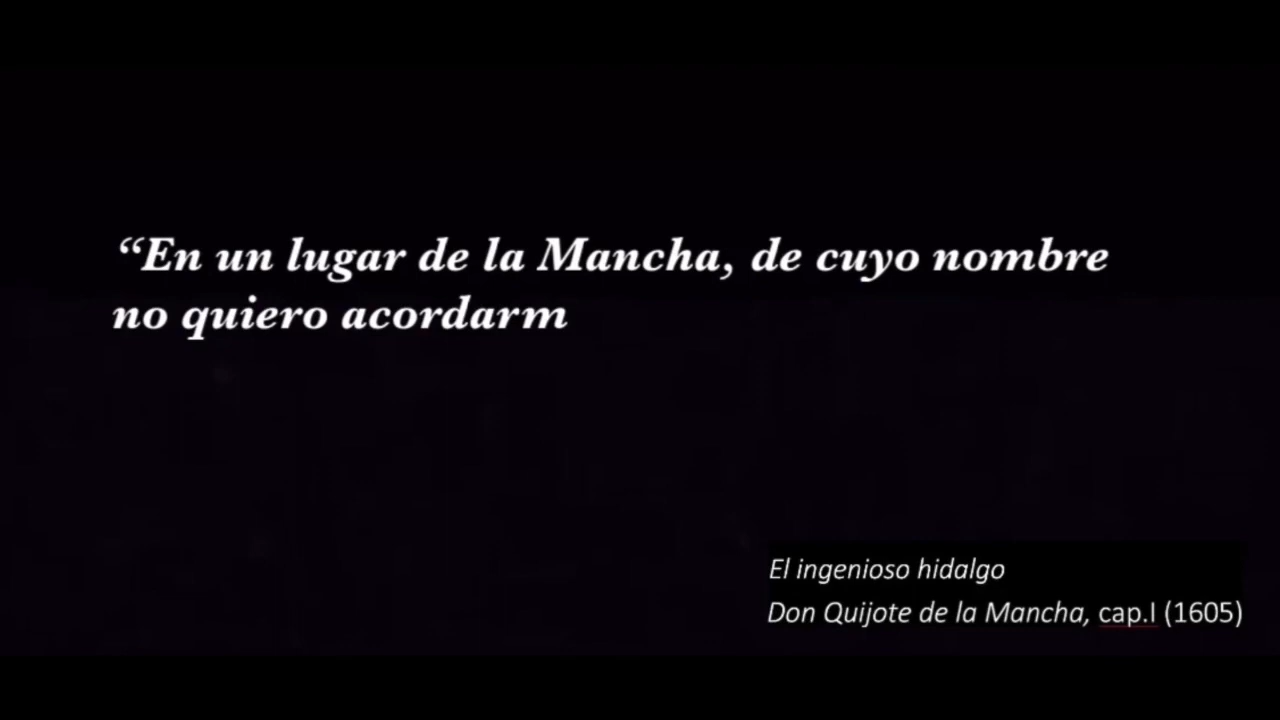 “En un lugar de la Mancha, de cuyo nombre
no quiero acordarm
El ingenioso hidalgo
Don Quijote de la Mancha, cap.I (1605)